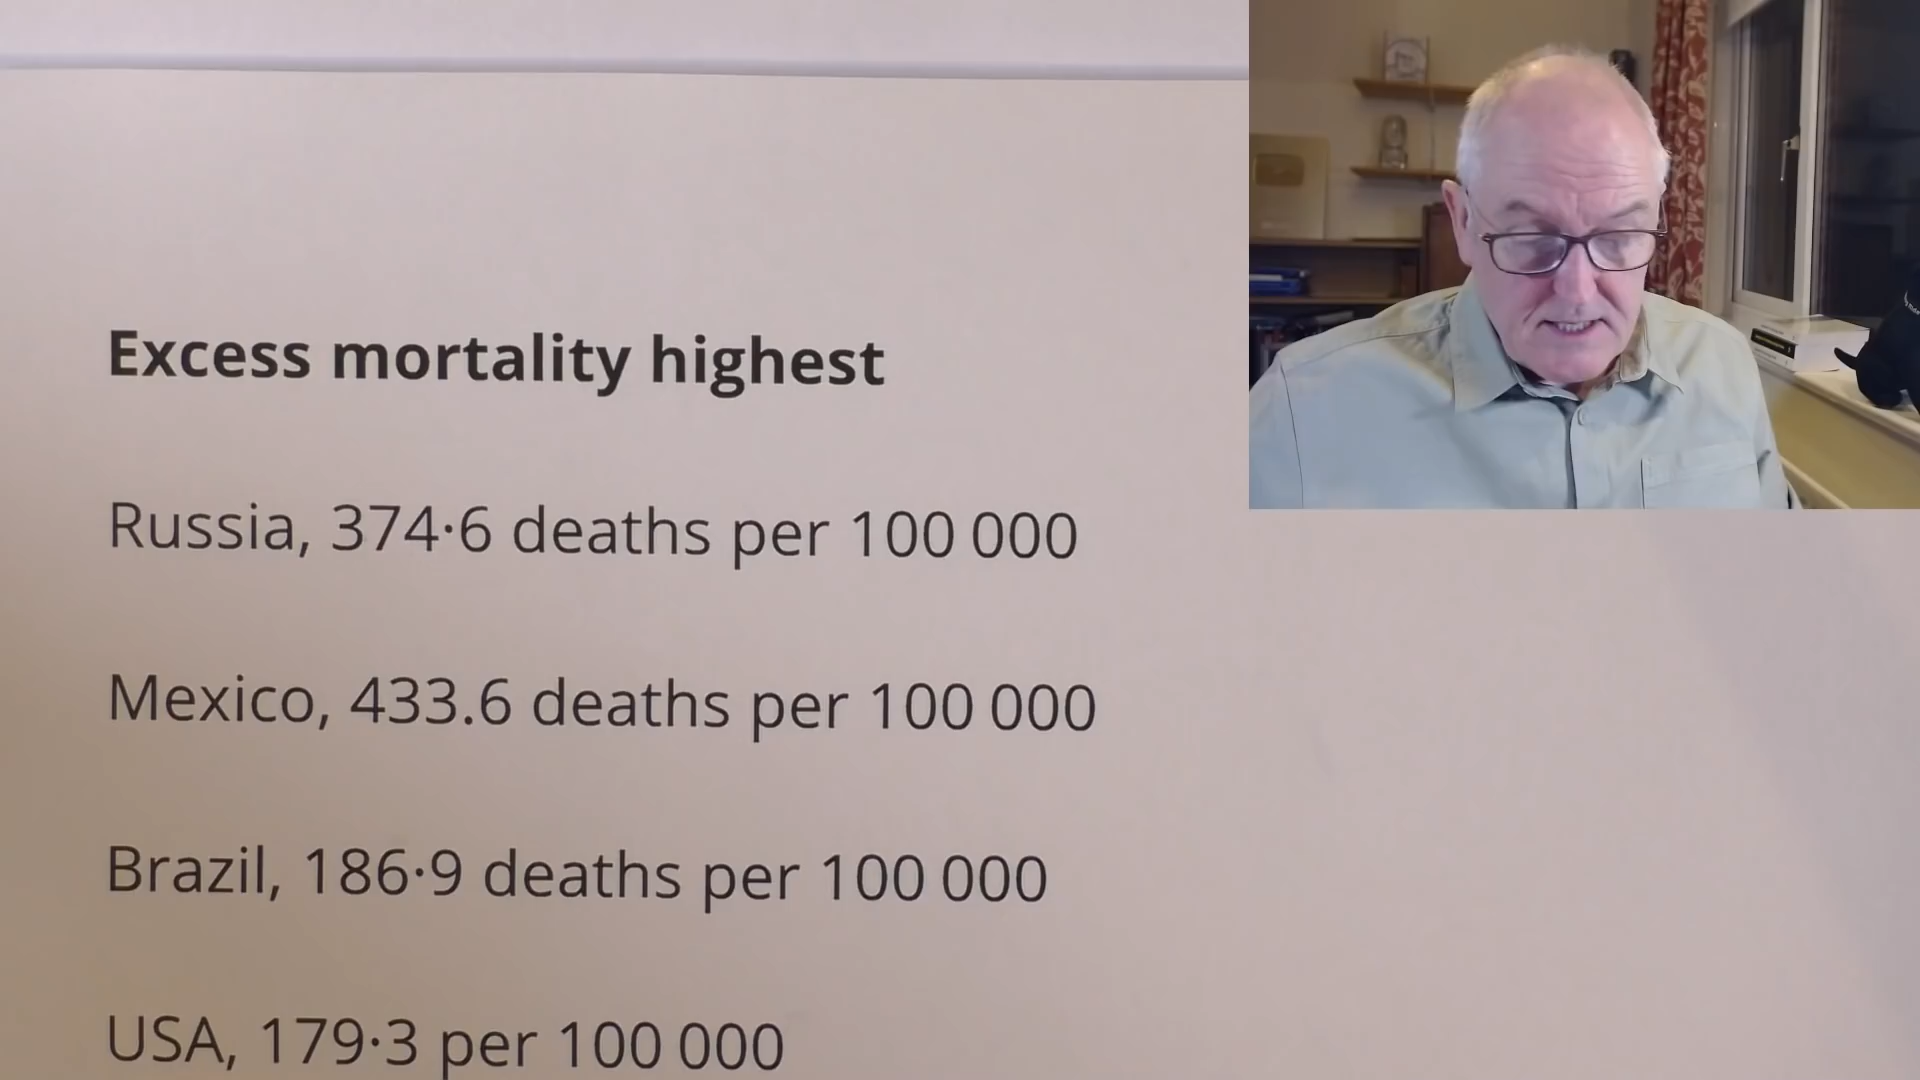 Excess mortality highest
Russia, 374·6 deaths per 100 000
Mexico, 433.6 deaths per 100 000
Brazil, 186·9 deaths per 100 000
USA, 179·3 per 100 000